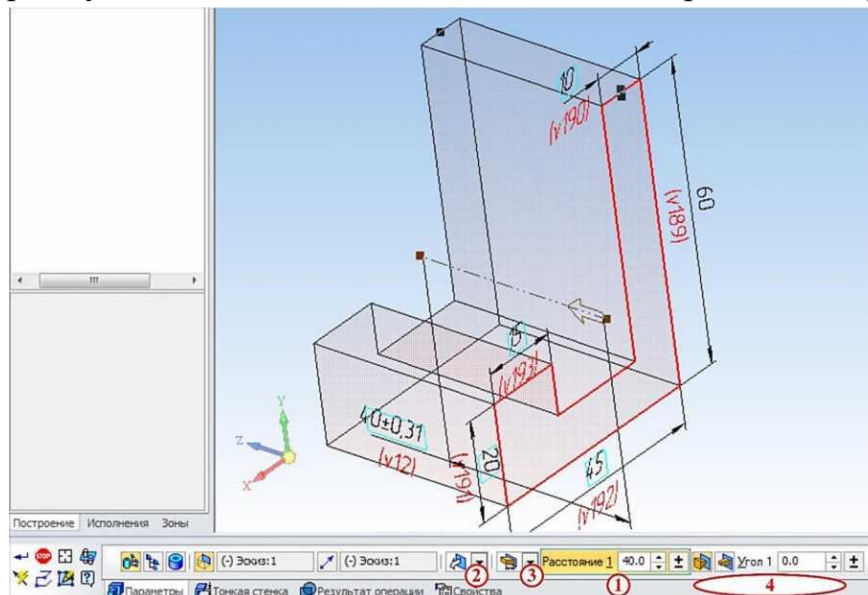 10
(v190)
60
(v189)
15
(v193)
40±0,31
(v12)
20
(v191)
45
(v192)
Y
Z
X
Построение Исполнения Зоны
(-) Эскиз:1 (-) Эскиз:1 Расстояние 1 40.0 Угол 1 0.0
2 3 1 4
Параметры Тонкая стенка Результат операции Свойства